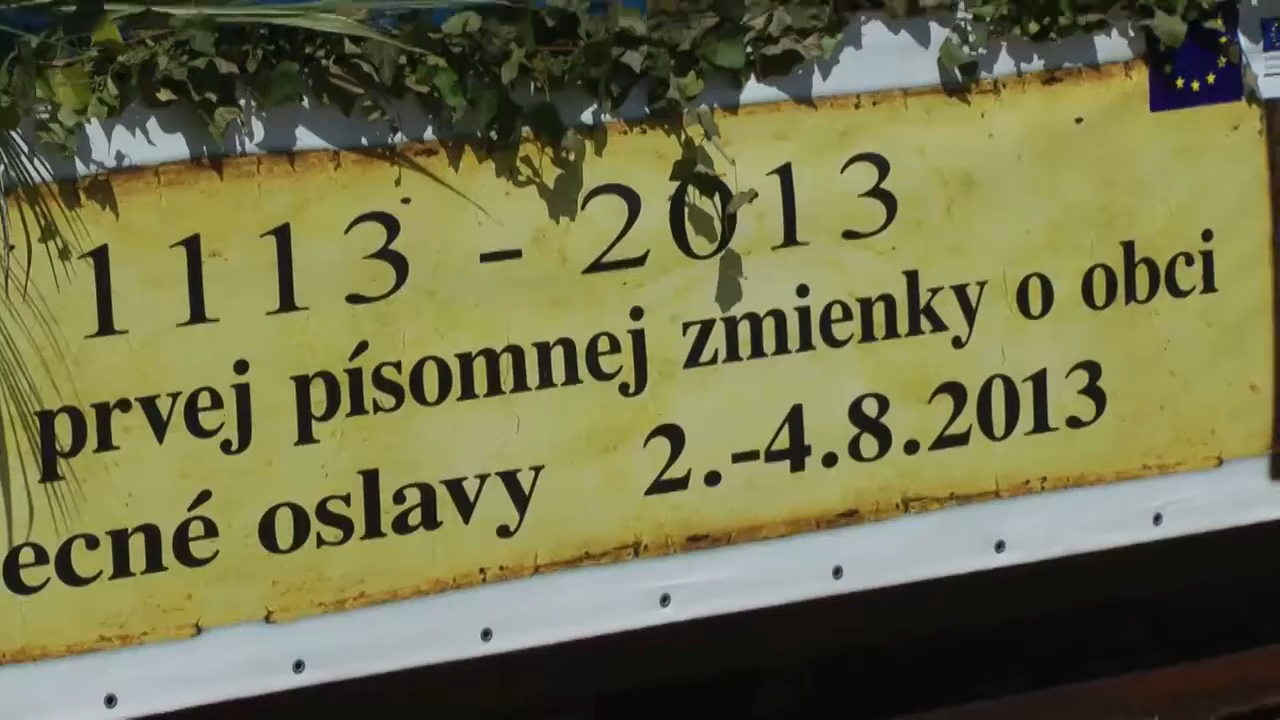 1113 - 2013
prvej písomnej zmienky o obci
ecné oslavy 2.-4.8.2013